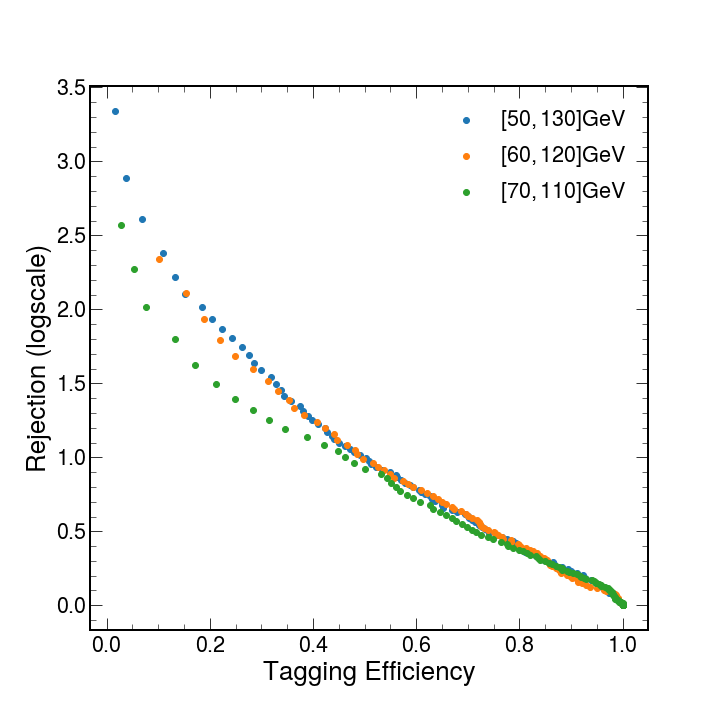 3.5
3.0
2.5
2.0
1.5
1.0
0.5
0.0
Rejection (logscale)
[50, 130]GeV
[60, 120]GeV
[70, 110]GeV
0.0 0.2 0.4 0.6 0.8 1.0
Tagging Efficiency